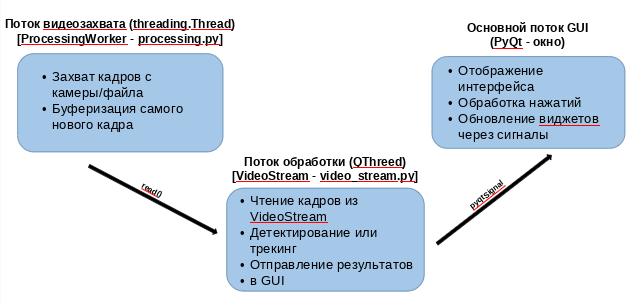 Поток видеозахвата (threading.Thread)
[ProcessingWorker - processing.py]
• Захват кадров с
камеры/файла
• Буферизация самого
нового кадра
read()
Поток обработки (QThreed)
[VideoStream - video_stream.py]
• Чтение кадров из
VideoStream
• Детектирование или
трекинг
• Отправление результатов
• в GUI
pyqtSignal
Основной поток GUI
(PyQt - окно)
• Отображение
интерфейса
• Обработка нажатий
• Обновление виджетов
через сигналы